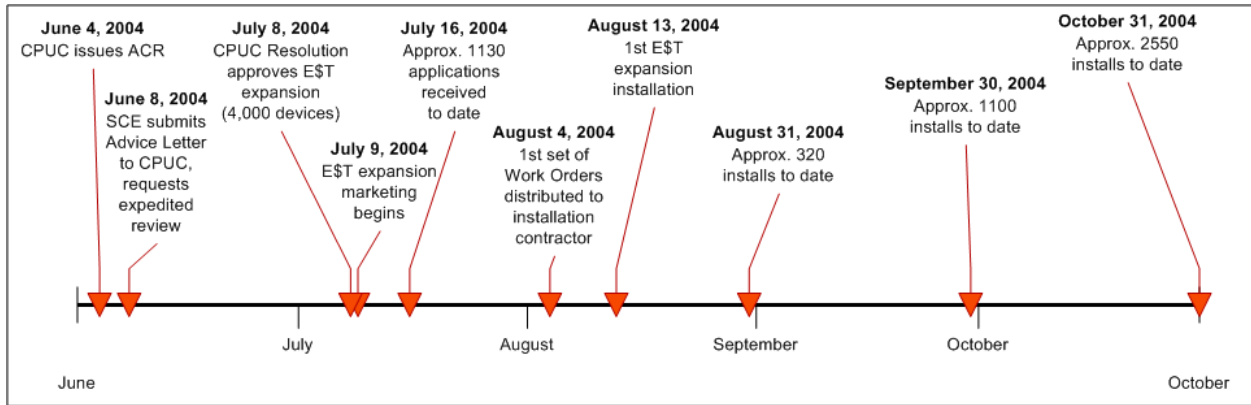 June 4, 2004
CPUC issues ACR
June 8, 2004
SCE submits
Advice Letter
to CPUC,
requests
expedited
review
July 8, 2004
CPUC Resolution
approves E$T
expansion
(4,000 devices)
July 9, 2004
E$T expansion
marketing
begins
July 16, 2004
Approx. 1130
applications
received
to date
August 4, 2004
1st set of
Work Orders
distributed to
installation
contractor
August 13, 2004
1st E$T
expansion
installation
August 31, 2004
Approx. 320
installs to date
September 30, 2004
Approx. 1100
installs to date
October 31, 2004
Approx. 2550
installs to date
July
August
September
October
June
October